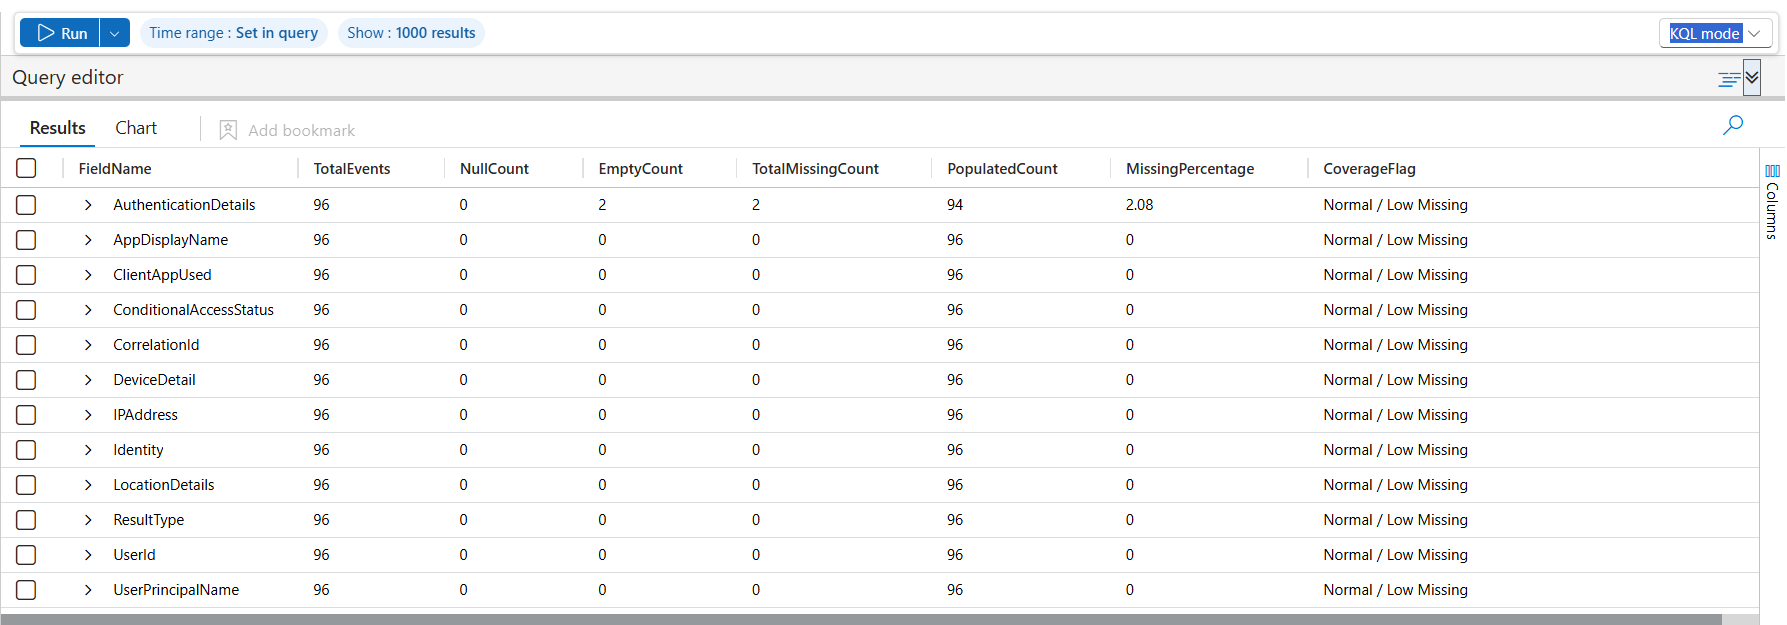 Run Time range : Set in query Show : 1000 results KQL mode
Query editor
Results Chart Add bookmark
FieldName TotalEvents NullCount EmptyCount TotalMissingCount PopulatedCount MissingPercentage CoverageFlag
AuthenticationDetails 96 0 2 2 94 2.08 Normal / Low Missing
AppDisplayName 96 0 0 0 96 0 Normal / Low Missing
ClientAppUsed 96 0 0 0 96 0 Normal / Low Missing
ConditionalAccessStatus 96 0 0 0 96 0 Normal / Low Missing
CorrelationId 96 0 0 0 96 0 Normal / Low Missing
DeviceDetail 96 0 0 0 96 0 Normal / Low Missing
IPAddress 96 0 0 0 96 0 Normal / Low Missing
Identity 96 0 0 0 96 0 Normal / Low Missing
LocationDetails 96 0 0 0 96 0 Normal / Low Missing
ResultType 96 0 0 0 96 0 Normal / Low Missing
UserId 96 0 0 0 96 0 Normal / Low Missing
UserPrincipalName 96 0 0 0 96 0 Normal / Low Missing
Columns